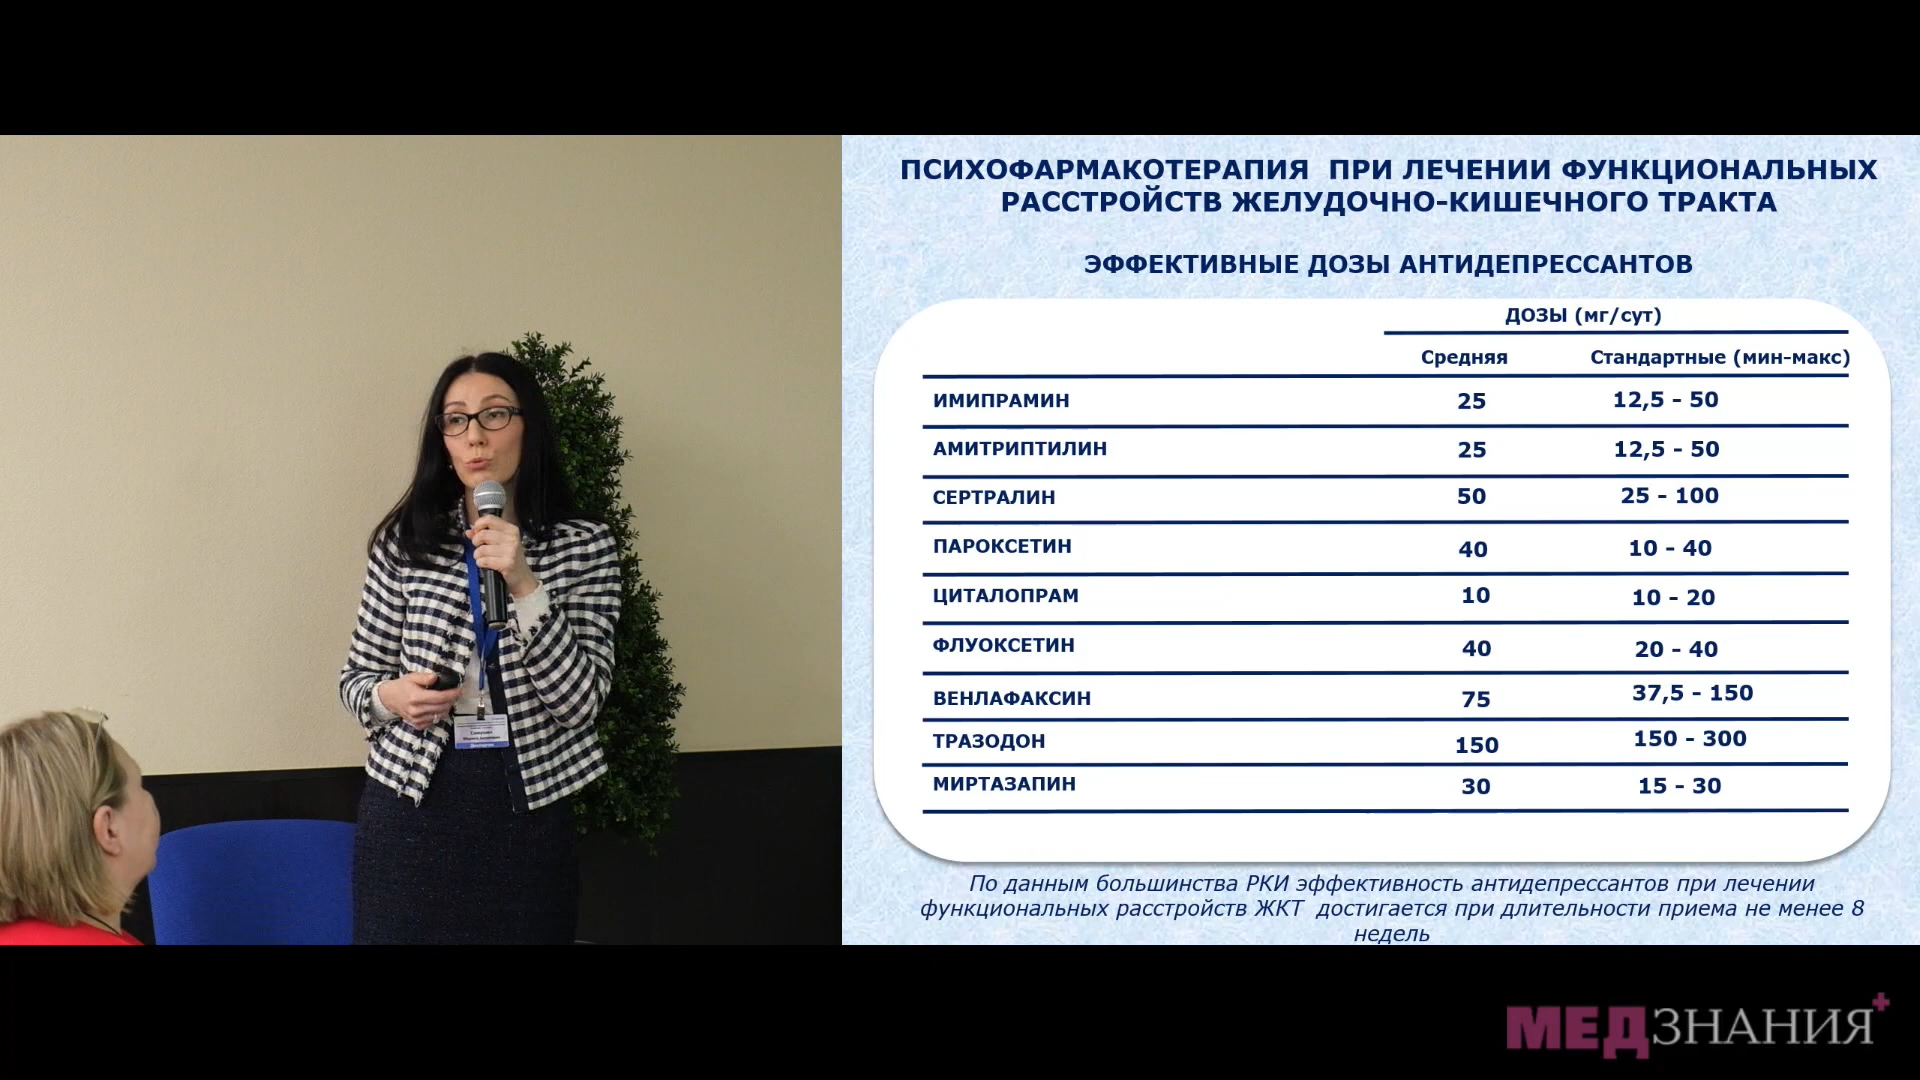 ПСИХОФАРМАКОТЕРАПИЯ ПРИ ЛЕЧЕНИИ ФУНКЦИОНАЛЬНЫХ
РАССТРОЙСТВ ЖЕЛУДОЧНО-КИШЕЧНОГО ТРАКТА
ЭФФЕКТИВНЫЕ ДОЗЫ АНТИДЕПРЕССАНТОВ
ДОЗЫ (мг/сут)
Средняя Стандартные (мин-макс)
ИМИПРАМИН 25 12,5 - 50
АМИТРИПТИЛИН 25 12,5 - 50
СЕРТРАЛИН 50 25 - 100
ПАРОКСЕТИН 40 10 - 40
ЦИТАЛОПРАМ 10 10 - 20
ФЛУОКСЕТИН 40 20 - 40
ВЕНЛАФАКСИН 75 37,5 - 150
ТРАЗОДОН 150 150 - 300
МИРТАЗАПИН 30 15 - 30
По данным большинства РКИ эффективность антидепрессантов при лечении
функциональных расстройств ЖКТ достигается при длительности приема не менее 8
недель
МЕДЗНАНИЯ+